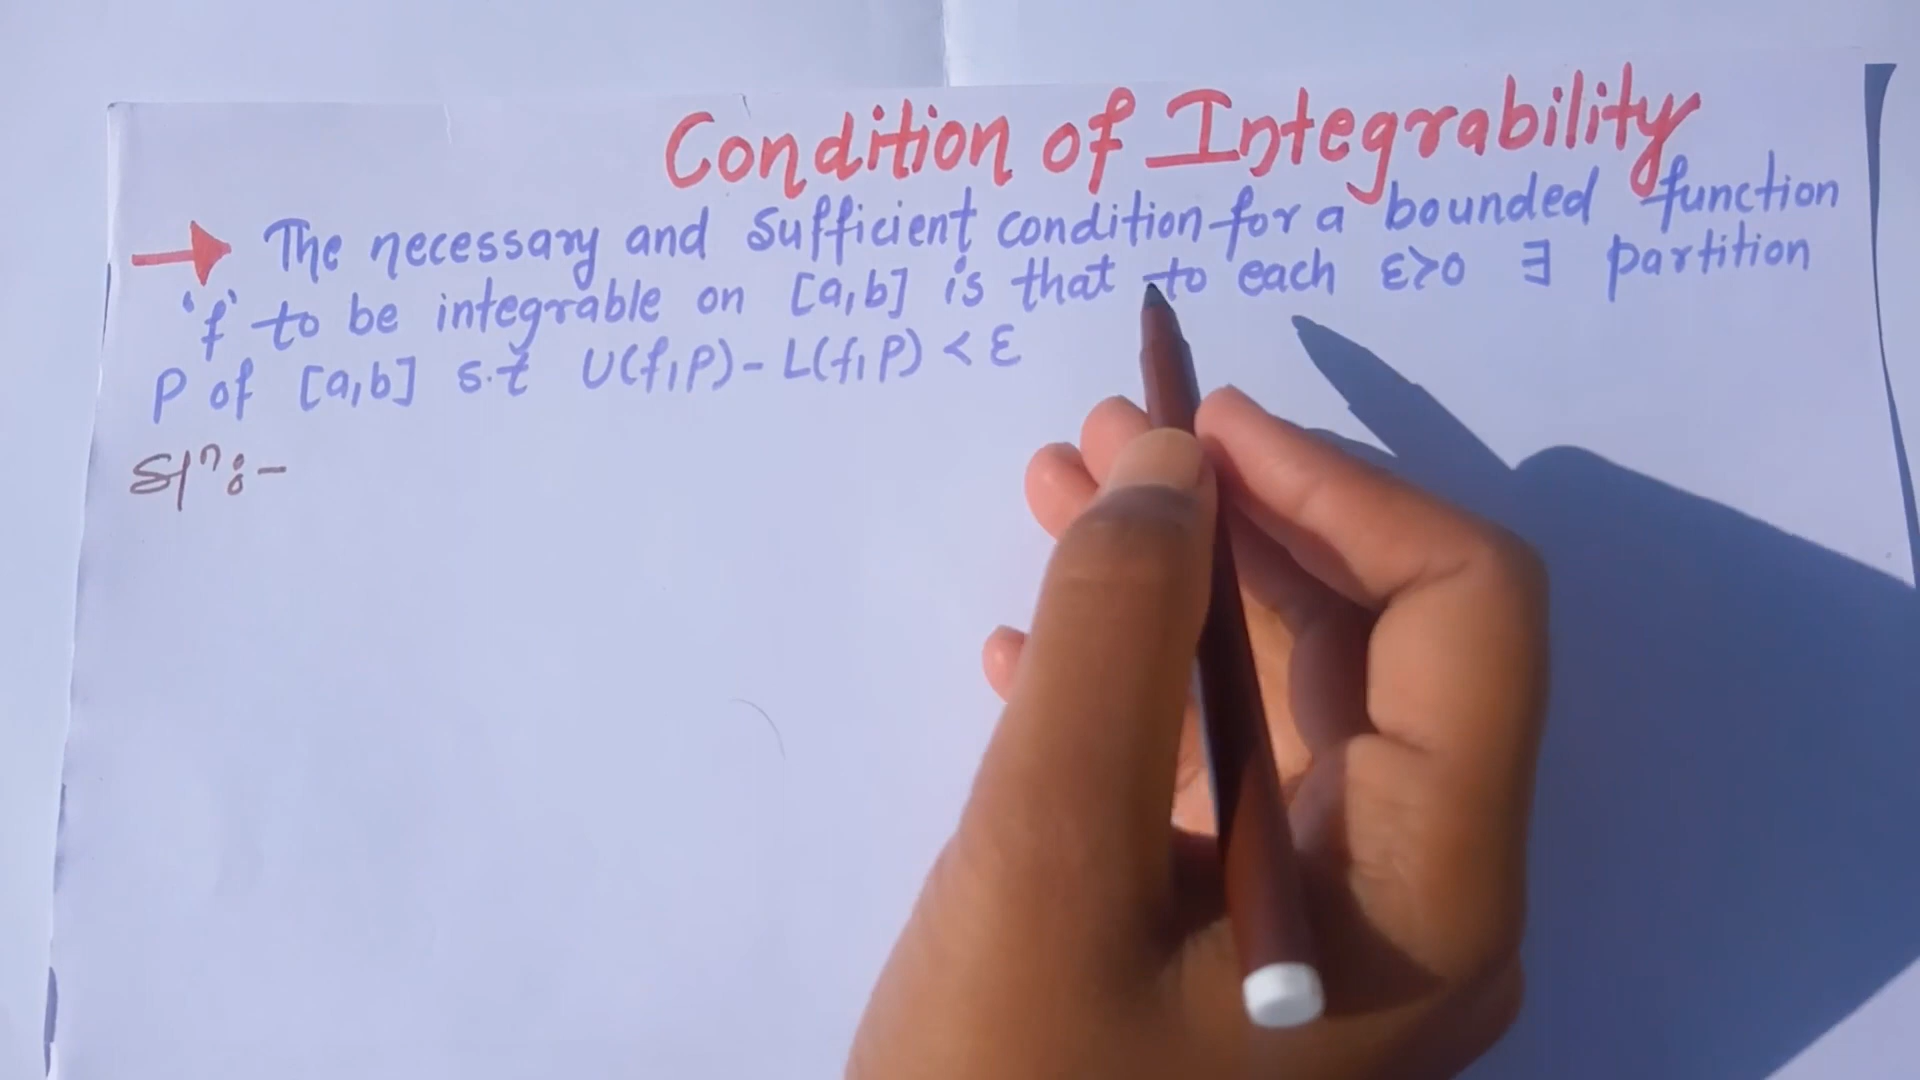 Condition of Integrability
The necessary and sufficient condition for a bounded function
'f' to be integrable on [a,b] is that to each ε>0 ∃ partition
P of [a,b] s.t U(f,P)-L(f,P) < ε
Slⁿ:-